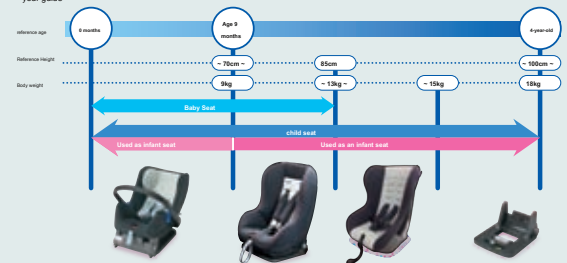 year guide
reference age
0 months
Age 9
months
4-year-old
Reference Height
~ 70cm ~
85cm
~ 100cm ~
Body weight
9kg
~ 13kg ~
~ 15kg
18kg
Baby Seat
child seat
Used as infant seat
Used as an infant seat